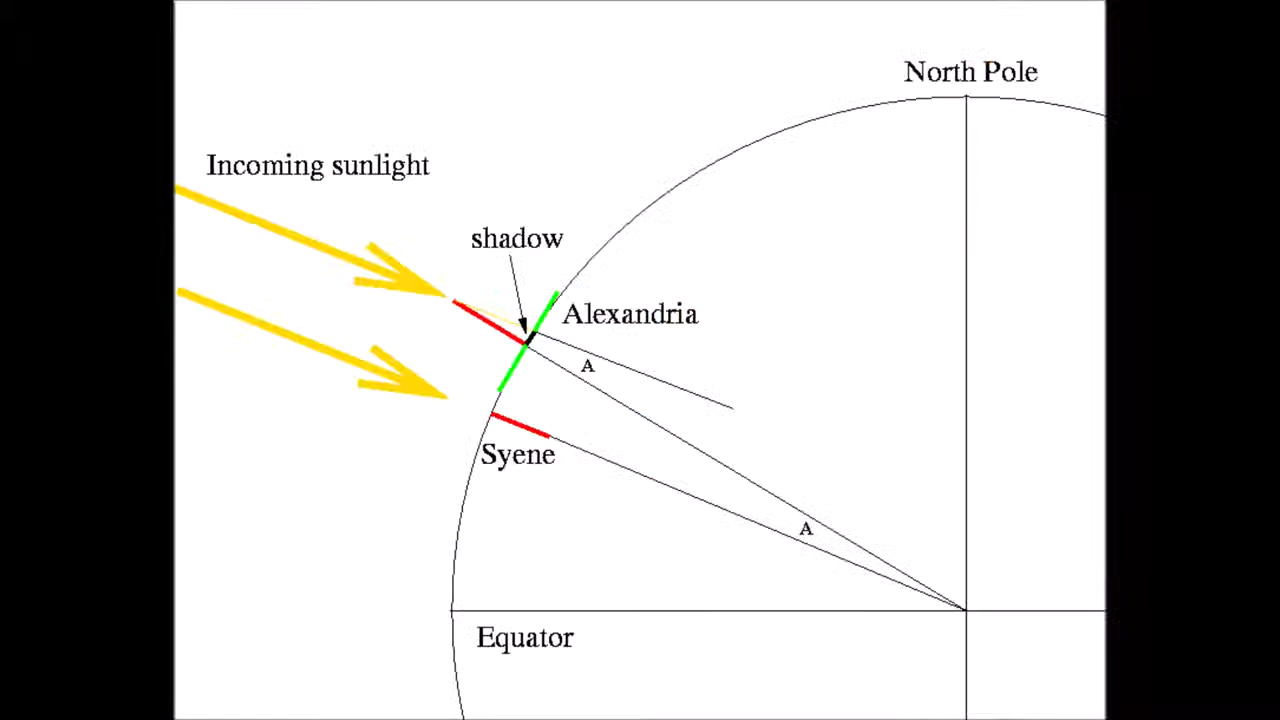 North Pole
Incoming sunlight
shadow
Alexandria
A
Syene
A
Equator